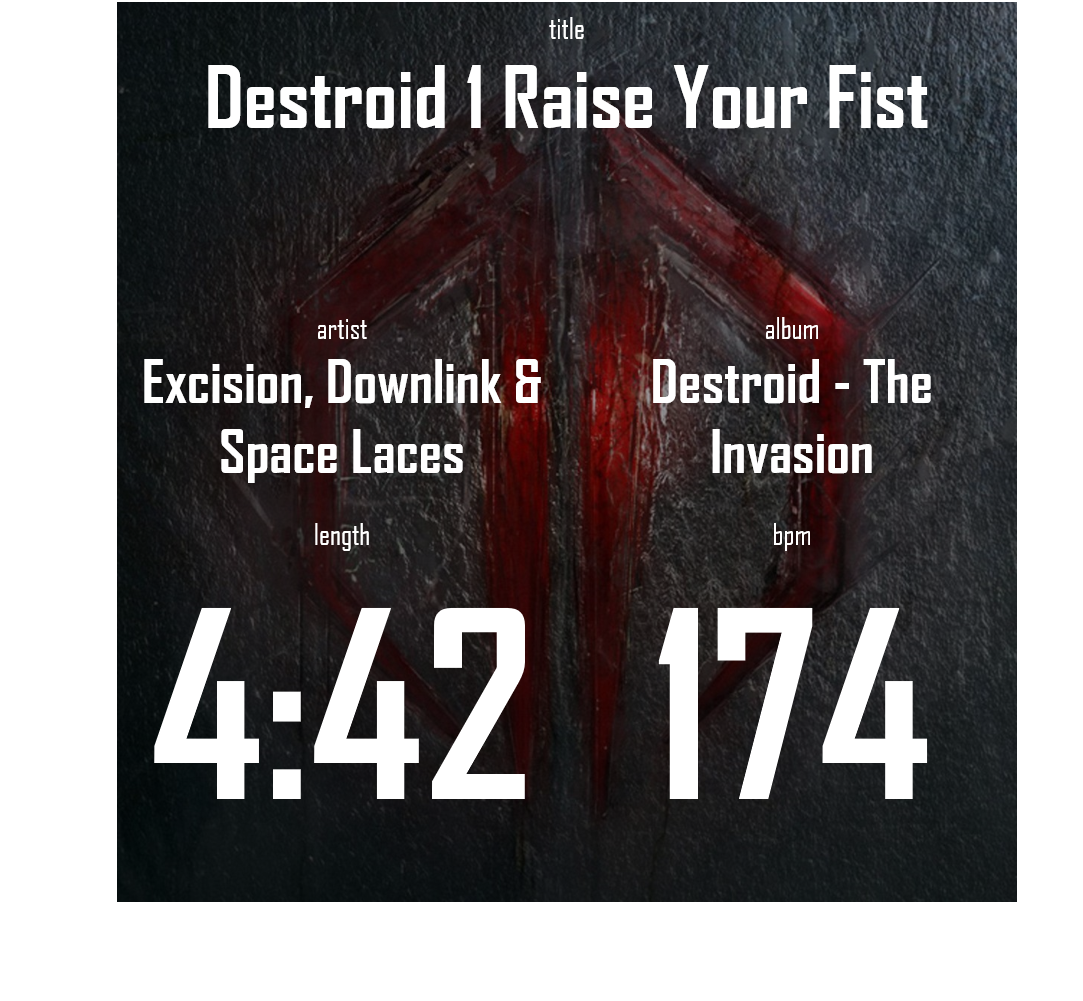 title
Destroid 1 Raise Your Fist
artist
Excision, Downlink &
Space Laces
album
Destroid - The
Invasion
length
4:42
bpm
174